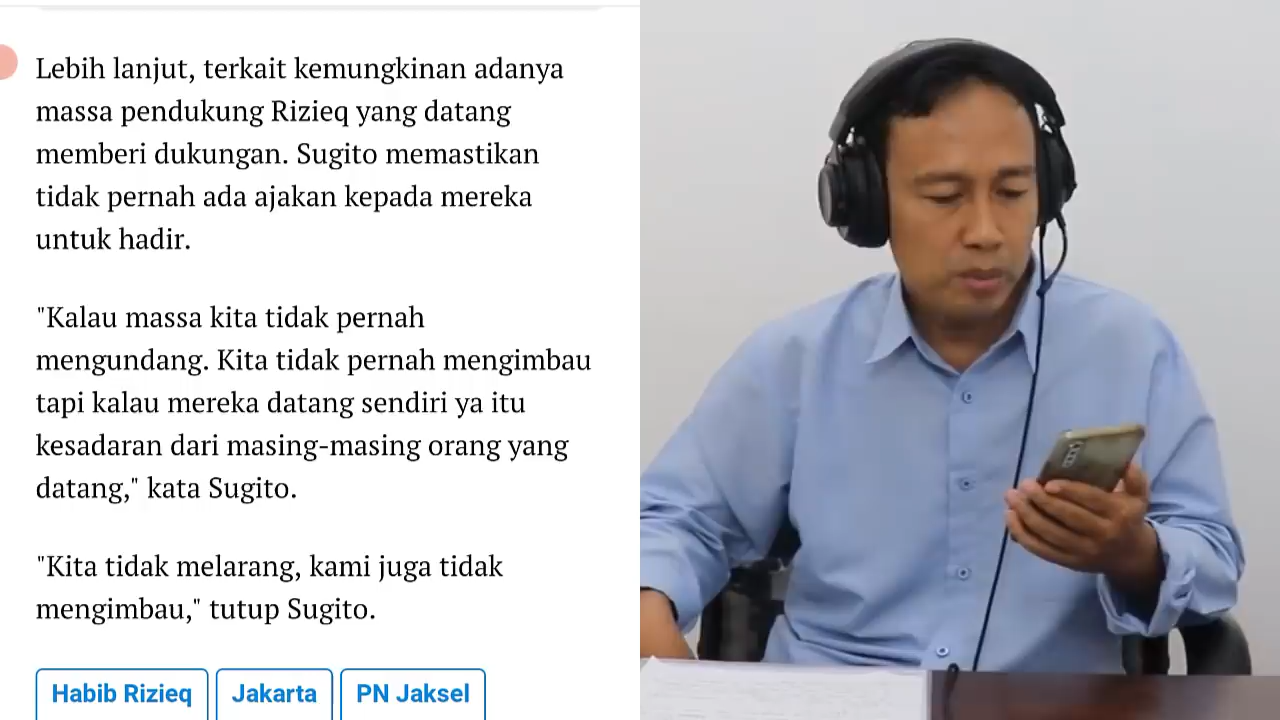 Lebih lanjut, terkait kemungkinan adanya
massa pendukung Rizieq yang datang
memberi dukungan. Sugito memastikan
tidak pernah ada ajakan kepada mereka
untuk hadir.
"Kalau massa kita tidak pernah
mengundang. Kita tidak pernah mengimbau
tapi kalau mereka datang sendiri ya itu
kesadaran dari masing-masing orang yang
datang," kata Sugito.
"Kita tidak melarang, kami juga tidak
mengimbau," tutup Sugito.
Habib Rizieq
Jakarta
PN Jaksel